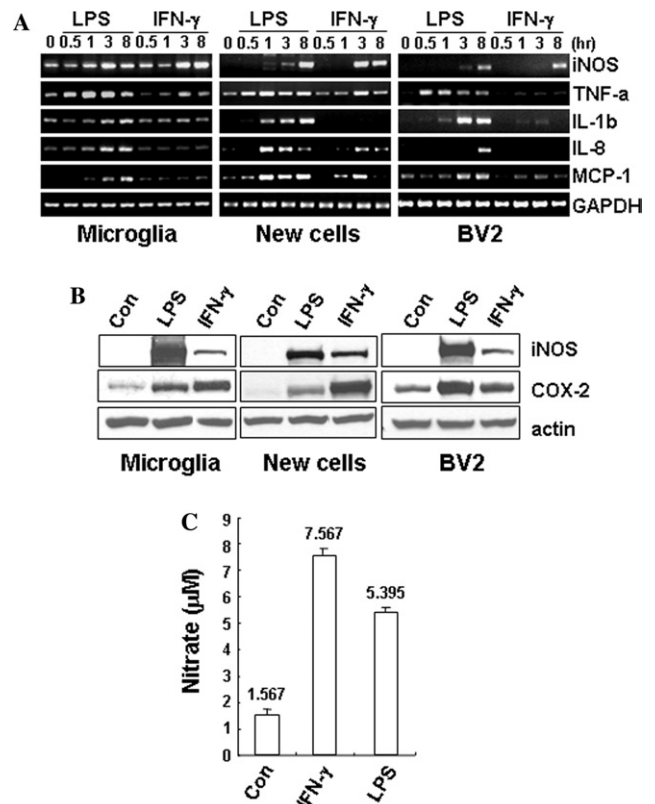 A
LPS IFN-γ LPS IFN-γ LPS IFN-γ
0 0.5 1 3 8 0.5 1 3 8 0 0.5 1 3 8 0.5 1 3 8 0 0.5 1 3 8 0.5 1 3 8 (hr)
iNOS
TNF-a
IL-1b
IL-8
MCP-1
GAPDH
Microglia New cells BV2
B
Con LPS IFN-γ Con LPS IFN-γ Con LPS IFN-γ
iNOS
COX-2
actin
Microglia New cells BV2
C
Nitrate (μM)
9
8
7
6
5
4
3
2
1
0
1.567
7.567
5.395
Con IFN-γ LPS